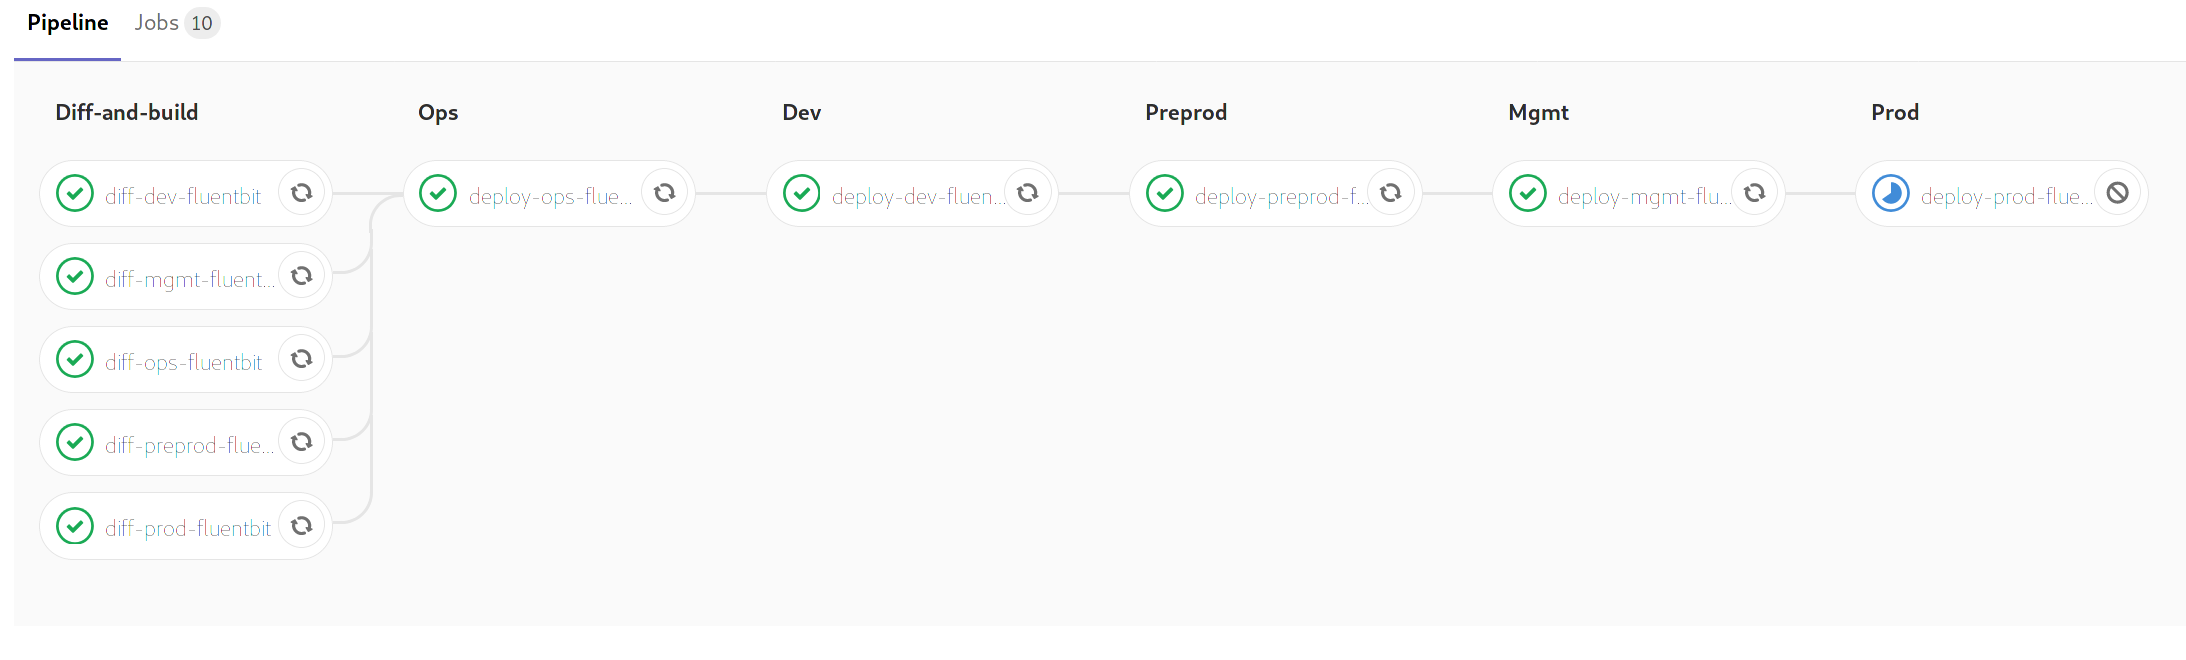 Pipeline Jobs 10
Diff-and-build Ops Dev Preprod Mgmt Prod
diff-dev-fluentbit deploy-ops-flue... deploy-dev-fluen... deploy-preprod-f... deploy-mgmt-flu... deploy-prod-flue...
diff-mgmt-fluent...
diff-ops-fluentbit
diff-preprod-flue...
diff-prod-fluentbit